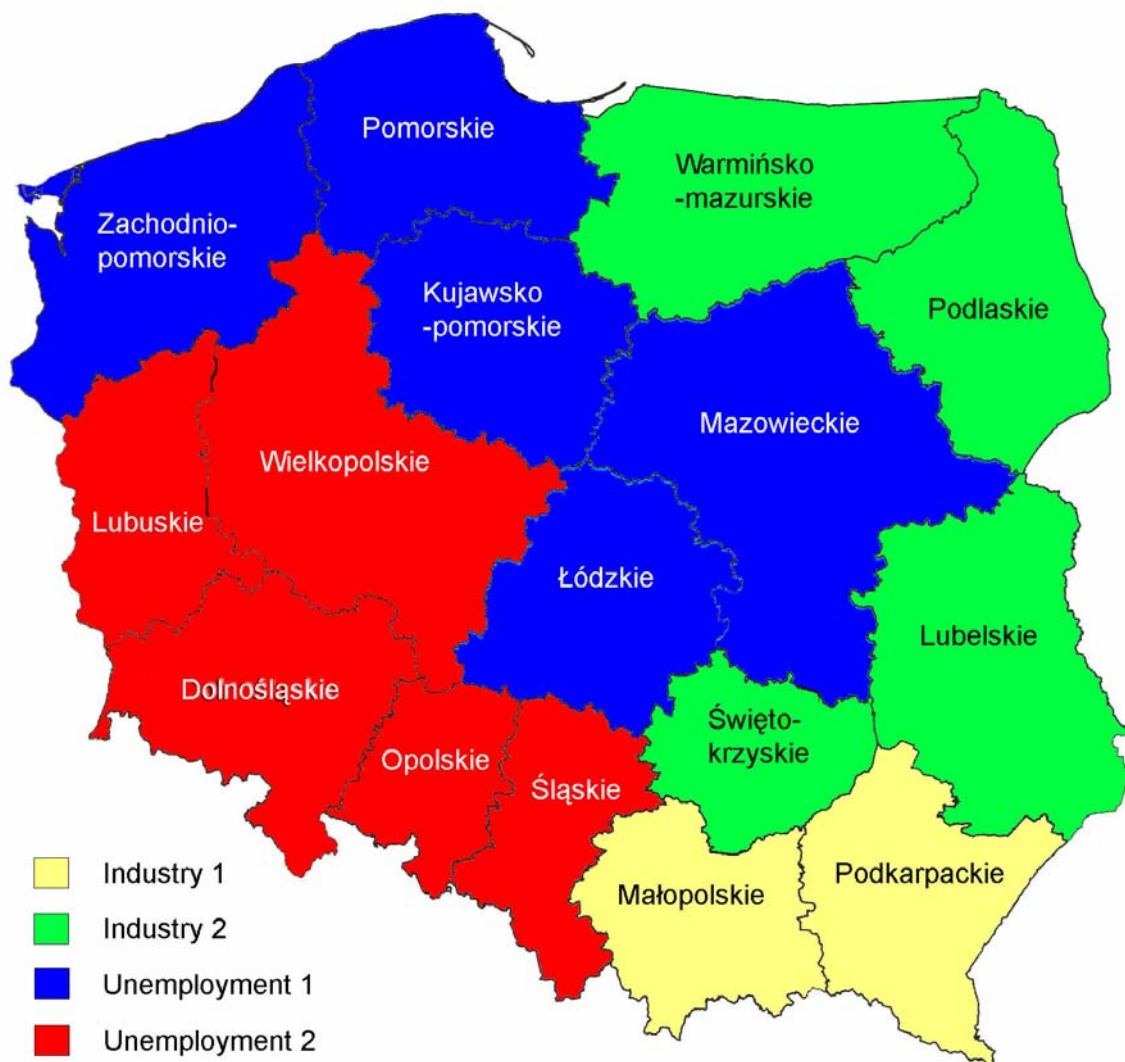 Pomorskie
Warmińsko
-mazurskie
Zachodnio-
pomorskie
Kujawsko
-pomorskie
Podlaskie
Mazowieckie
Wielkopolskie
Lubuskie
Łódzkie
Lubelskie
Dolnośląskie
Święto-
krzyskie
Opolskie
Śląskie
Małopolskie
Podkarpackie
Industry 1
Industry 2
Unemployment 1
Unemployment 2